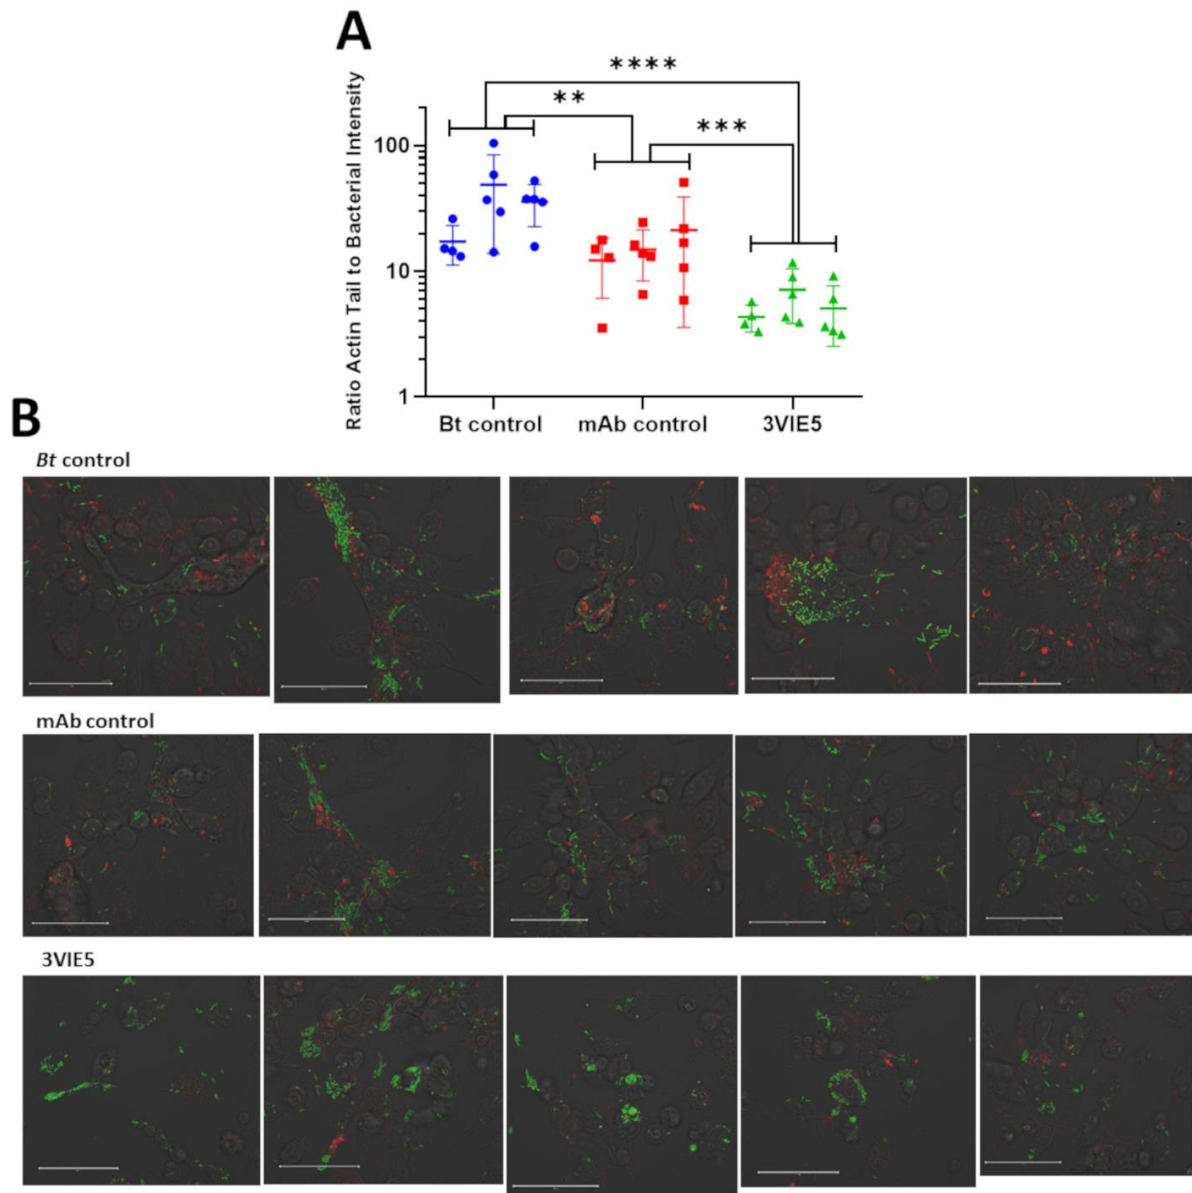 A
Ratio Actin Tail to Bacterial Intensity
****
**
***
100
10
1
Bt control
mAb control
3VIE5
B
Bt control
mAb control
3VIE5